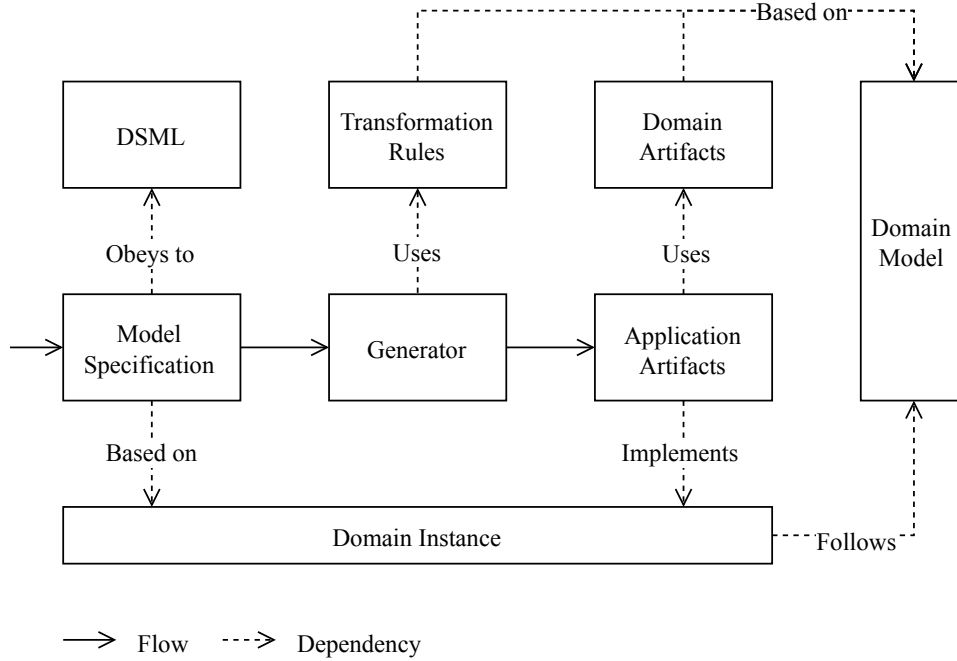 Based on
DSML
Transformation
Rules
Domain
Artifacts
Domain
Model
Obeys to
Uses
Uses
Model
Specification
Generator
Application
Artifacts
Based on
Implements
Domain Instance
Follows
Flow
Dependency